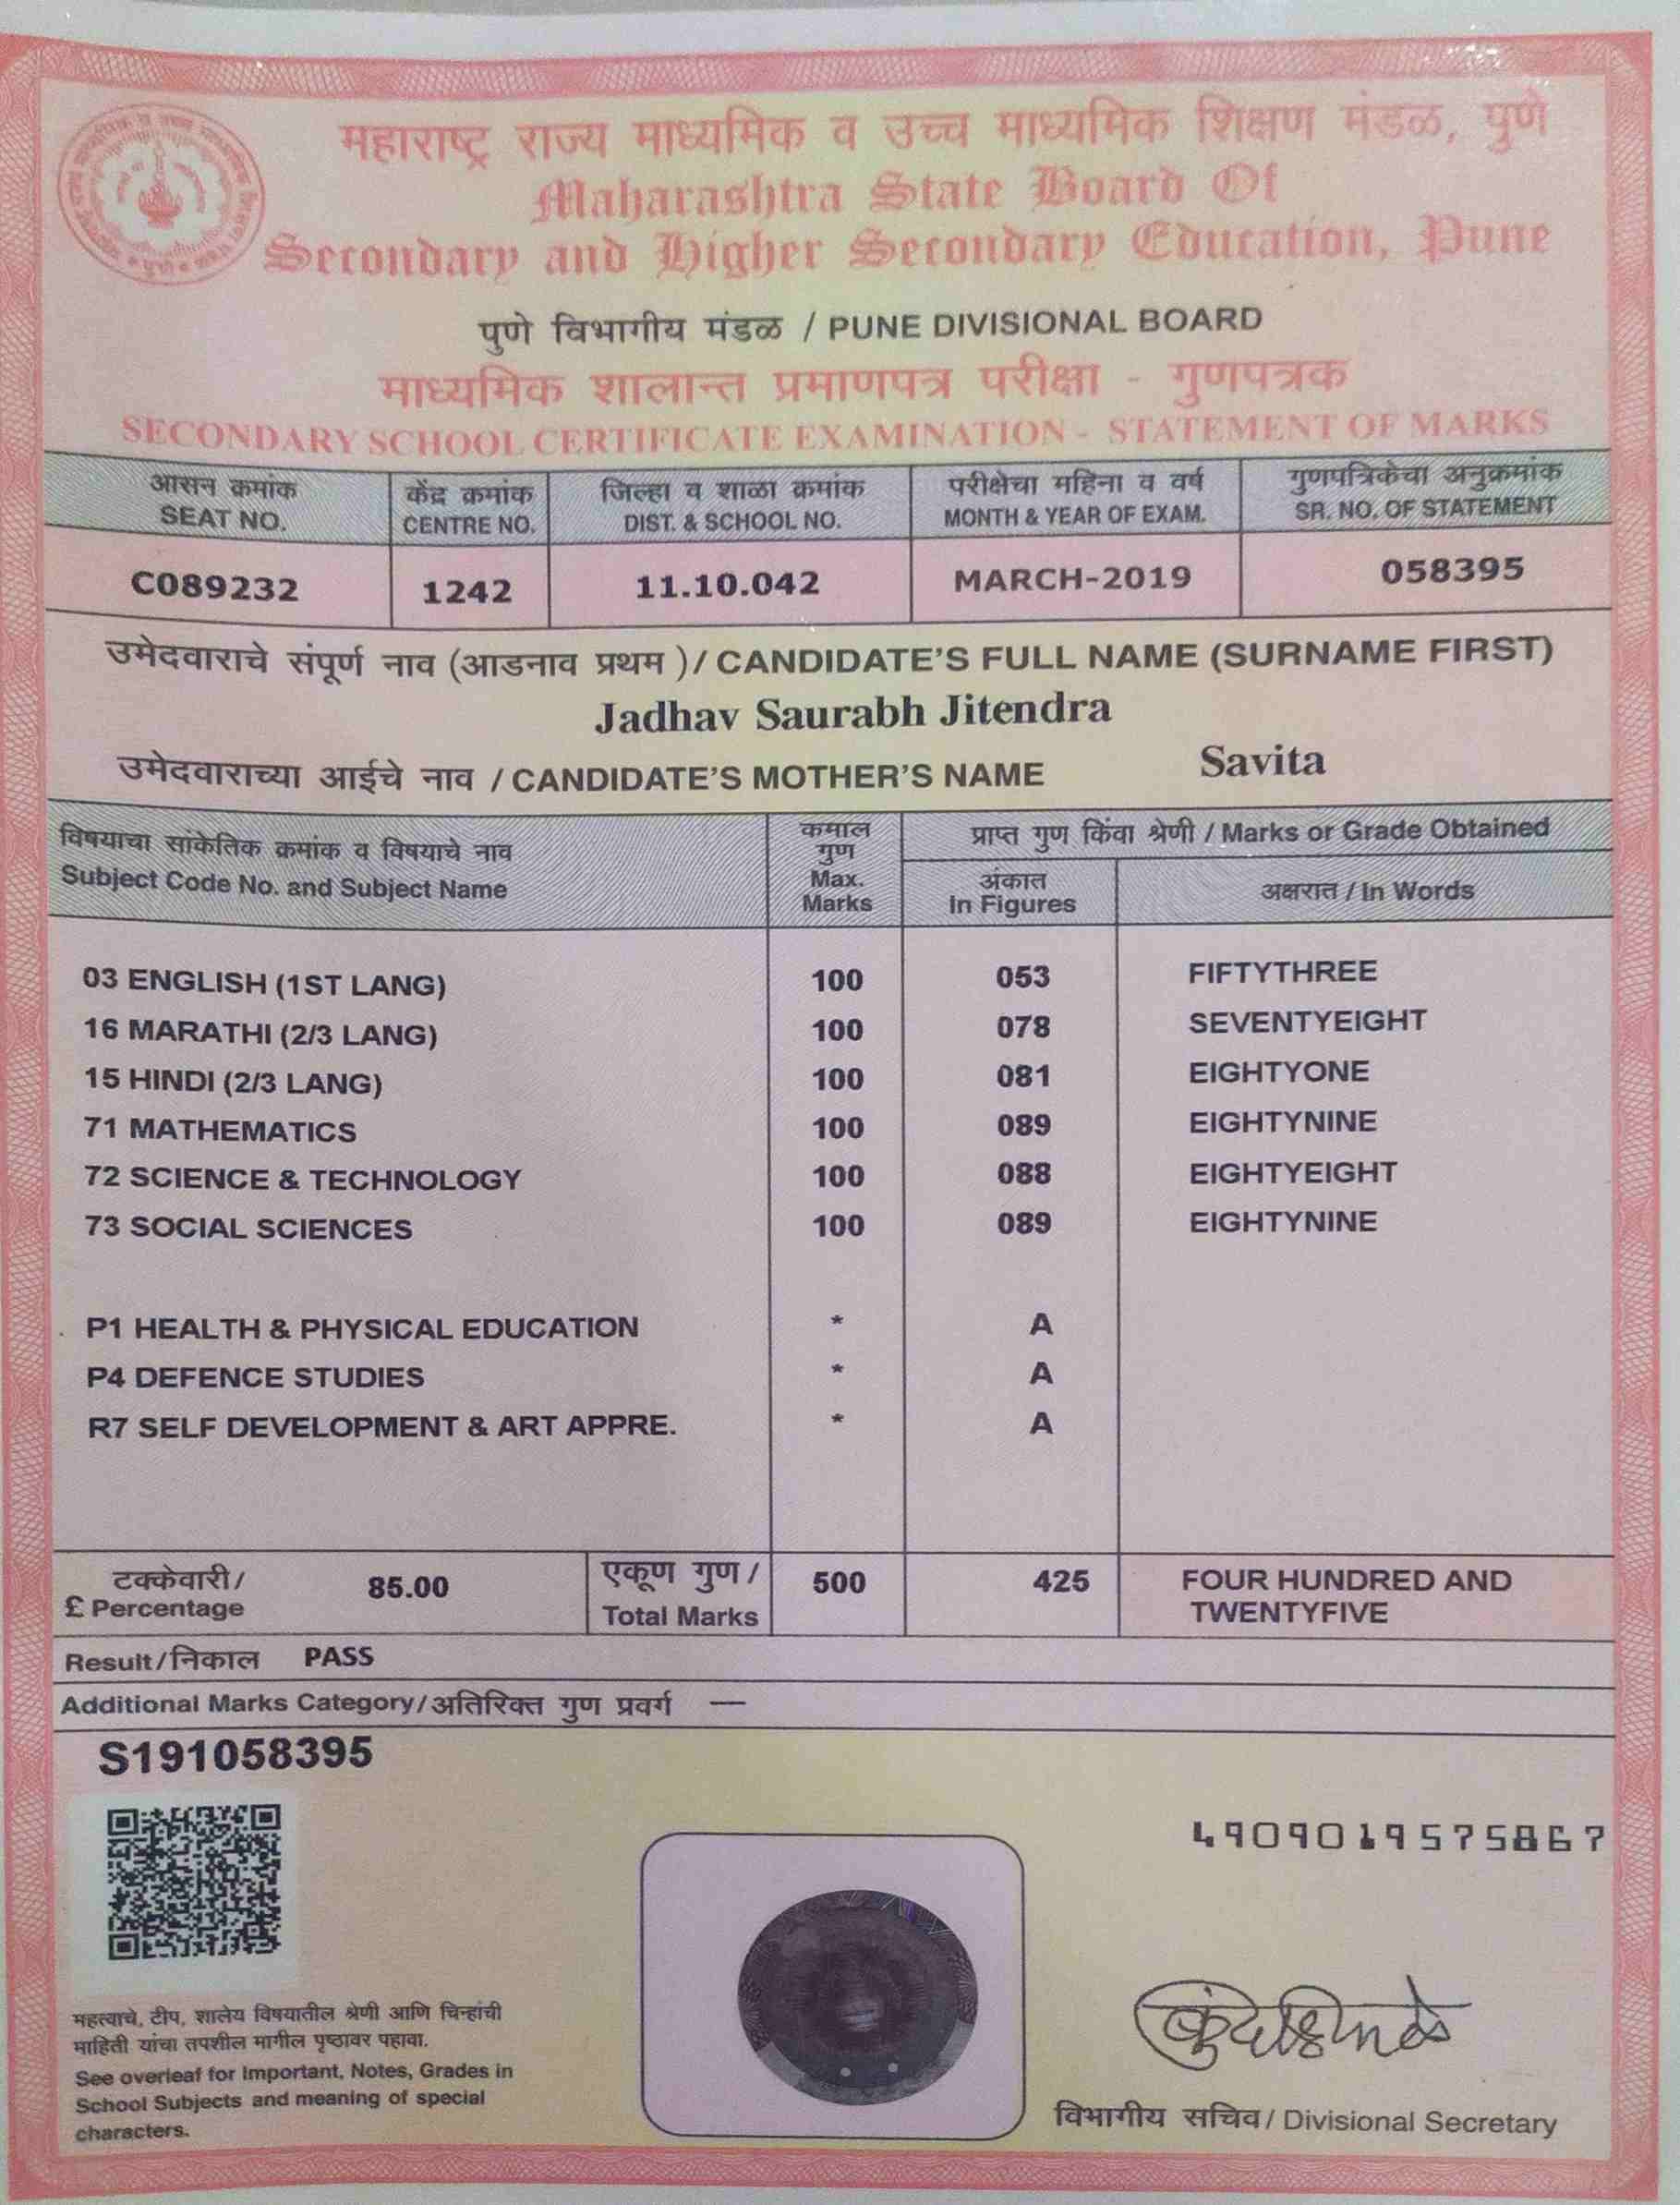 महाराष्ट्र राज्य माध्यमिक व उच्च माध्यमिक शिक्षण मंडळ, पुणे
Maharashtra State Board Of
Secondary and Higher Secondary Education, Pune
पुणे विभागीय मंडळ / PUNE DIVISIONAL BOARD
माध्यमिक शालान्त प्रमाणपत्र परीक्षा - गुणपत्रक
SECONDARY SCHOOL CERTIFICATE EXAMINATION - STATEMENT OF MARKS
आसन क्रमांक केंद्र क्रमांक जिल्हा व शाळा क्रमांक परीक्षेचा महिना व वर्ष गुणपत्रिकेचा अनुक्रमांक
SEAT NO. CENTRE NO. DIST. & SCHOOL NO. MONTH & YEAR OF EXAM. SR. NO. OF STATEMENT
C089232 1242 11.10.042 MARCH-2019 058395
उमेदवाराचे संपूर्ण नाव (आडनाव प्रथम )/ CANDIDATE'S FULL NAME (SURNAME FIRST)
Jadhav Saurabh Jitendra
उमेदवाराच्या आईचे नाव / CANDIDATE'S MOTHER'S NAME Savita
विषयाचा सांकेतिक क्रमांक व विषयाचे नाव
Subject Code No. and Subject Name
कमाल
गुण
Max.
Marks
प्राप्त गुण किंवा श्रेणी / Marks or Grade Obtained
अंकात
In Figures
अक्षरात / In Words
03 ENGLISH (1ST LANG) 100 053 FIFTYTHREE
16 MARATHI (2/3 LANG) 100 078 SEVENTYEIGHT
15 HINDI (2/3 LANG) 100 081 EIGHTYONE
71 MATHEMATICS 100 089 EIGHTYNINE
72 SCIENCE & TECHNOLOGY 100 088 EIGHTYEIGHT
73 SOCIAL SCIENCES 100 089 EIGHTYNINE
P1 HEALTH & PHYSICAL EDUCATION * A
P4 DEFENCE STUDIES * A
R7 SELF DEVELOPMENT & ART APPRE. * A
टक्केवारी/
£ Percentage
85.00
एकूण गुण /
Total Marks
500 425 FOUR HUNDRED AND
TWENTYFIVE
Result/निकाल PASS
Additional Marks Category/अतिरिक्त गुण प्रवर्ग —
S191058395
4909019575867
महत्वाचे, टीप, शालेय विषयातील श्रेणी आणि चिन्हांची
माहिती यांचा तपशील मागील पृष्ठावर पहावा.
See overleaf for Important, Notes, Grades in
School Subjects and meaning of special
characters.
विभागीय सचिव/ Divisional Secretary